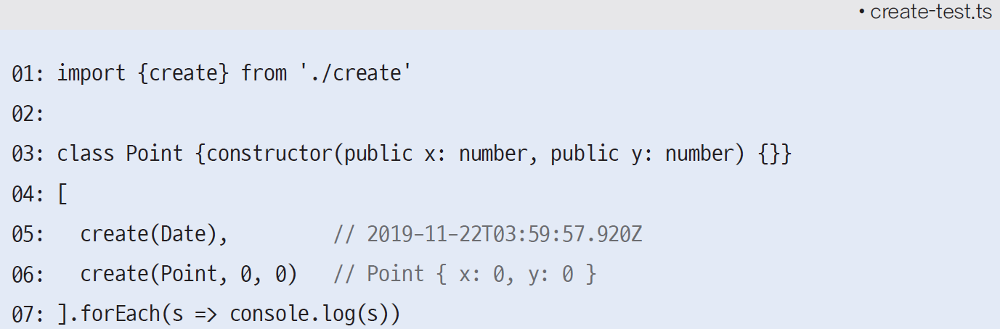 • create-test.ts
01: import {create} from './create'
02:
03: class Point {constructor(public x: number, public y: number) {}}
04: [
05:   create(Date),         // 2019-11-22T03:59:57.920Z
06:   create(Point, 0, 0)   // Point { x: 0, y: 0 }
07: ].forEach(s => console.log(s))